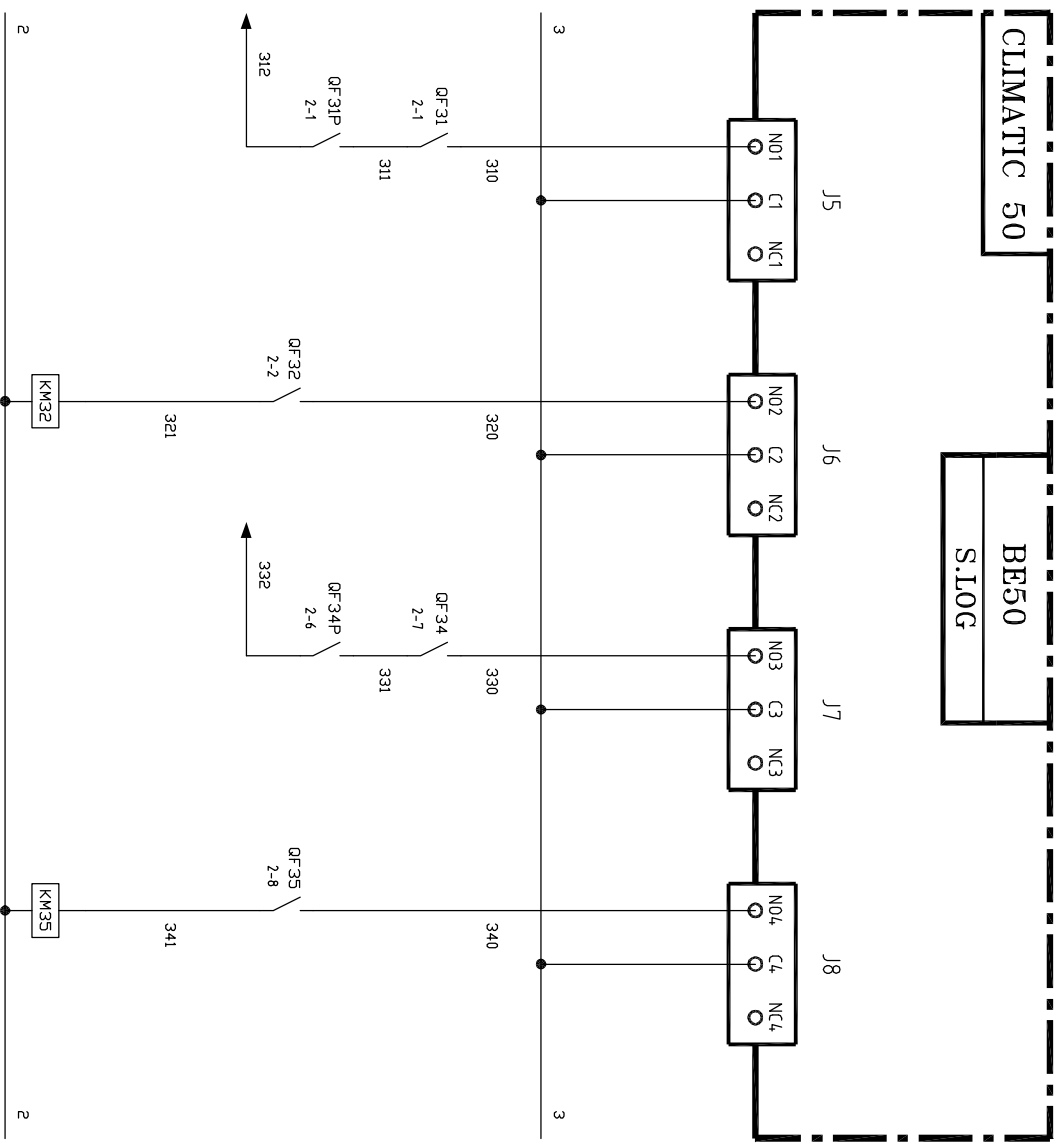 CLIMATIC 50
BE50
S.LOG
J5
J6
J7
J8
NO1 C1 NC1
NO2 C2 NC2
NO3 C3 NC3
NO4 C4 NC4
3
3
310
320
330
340
QF31
2-1
QF34
2-7
311
331
QF31P
2-1
QF32
2-2
QF34P
2-6
QF35
2-8
312
332
321
341
KM32
KM35
2
2